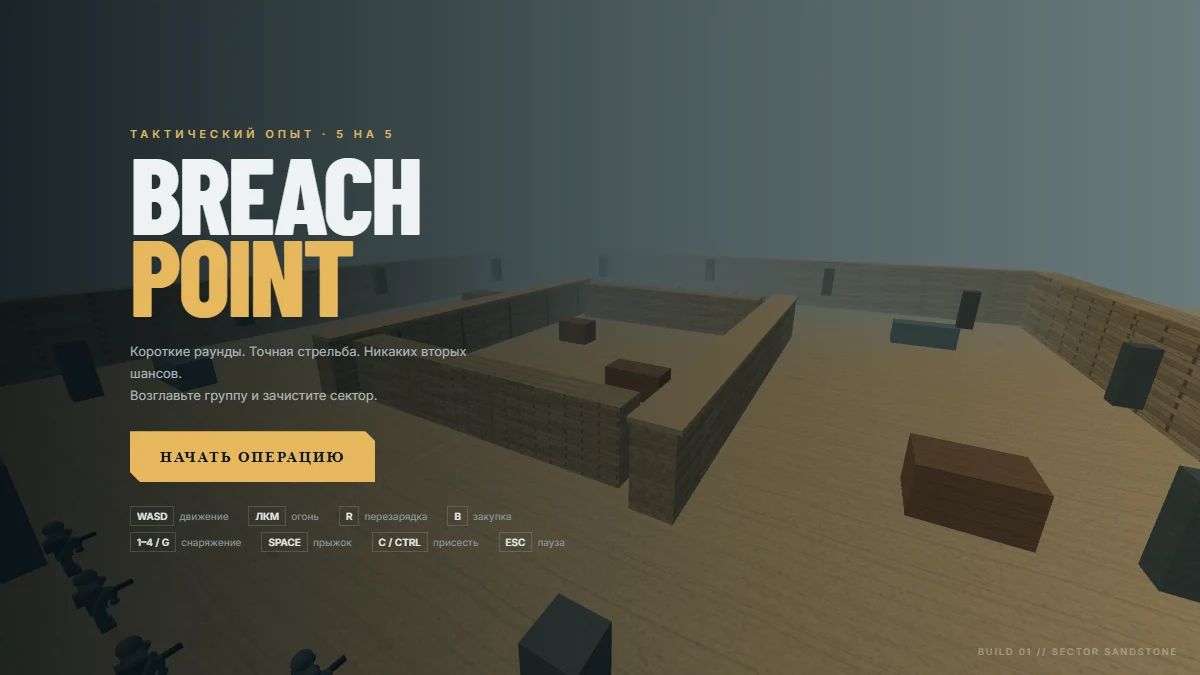 ТАКТИЧЕСКИЙ ОПЫТ · 5 НА 5
BREACH
POINT
Короткие раунды. Точная стрельба. Никаких вторых
шансов.
Возглавьте группу и зачистите сектор.
НАЧАТЬ ОПЕРАЦИЮ
WASD движение ЛКМ огонь R перезарядка B закупка
1–4 / G снаряжение SPACE прыжок C / CTRL присесть ESC пауза
BUILD 01 // SECTOR SANDSTONE